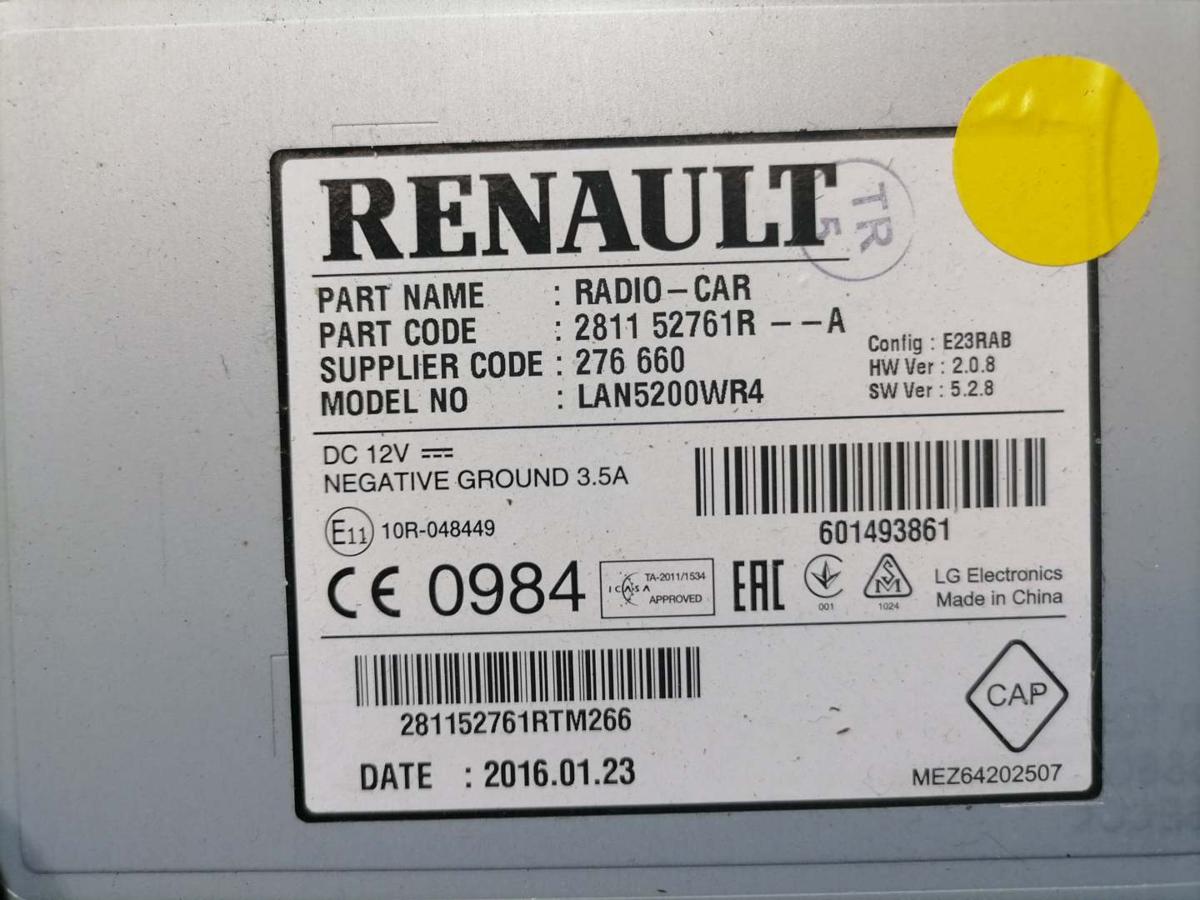 RENAULT
TR
5
PART NAME : RADIO-CAR
PART CODE : 2811 52761R --A
SUPPLIER CODE : 276 660
MODEL NO : LAN5200WR4
Config : E23RAB
HW Ver : 2.0.8
SW Ver : 5.2.8
DC 12V
NEGATIVE GROUND 3.5A
E11 10R-048449
601493861
CE 0984
ICASA
TA-2011/1534
APPROVED
EAC
001
SM
1024
LG Electronics
Made in China
281152761RTM266
CAP
DATE : 2016.01.23
MEZ64202507